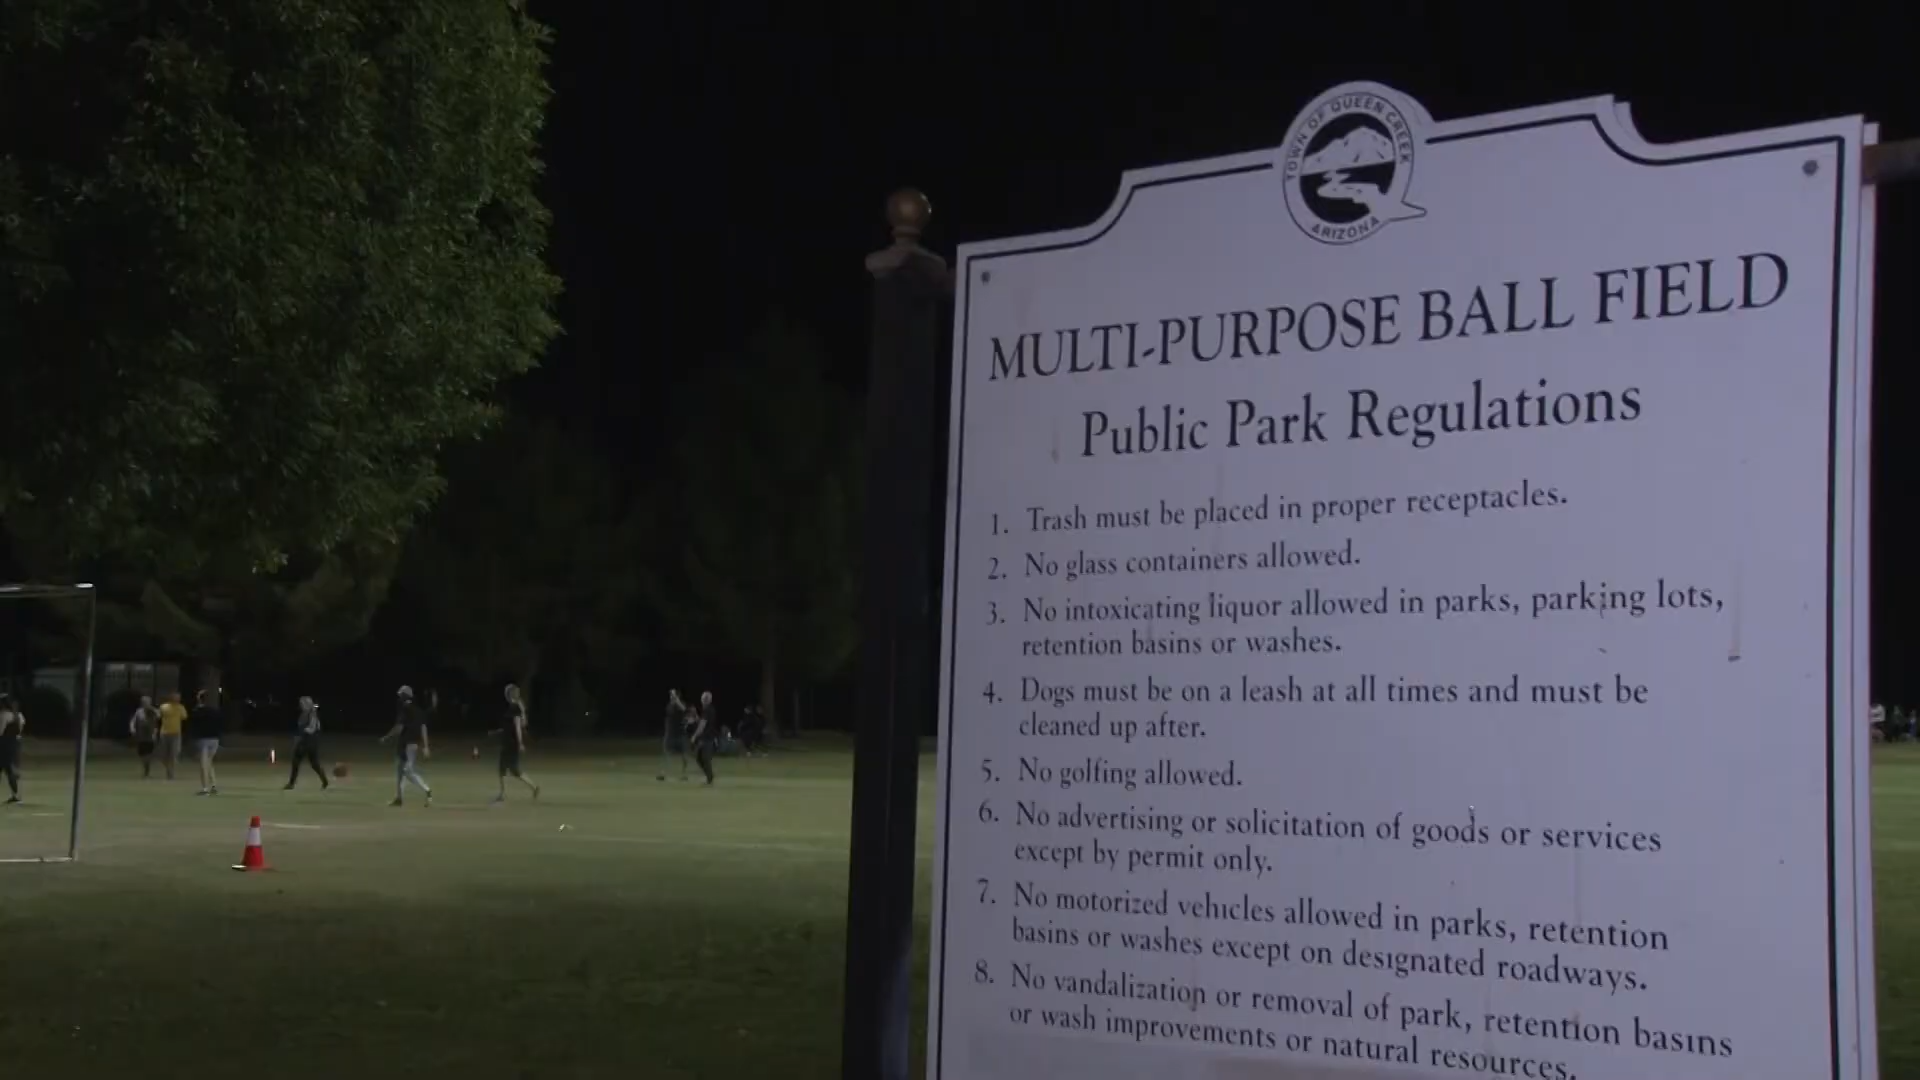 TOWN OF QUEEN CREEK
ARIZONA
MULTI-PURPOSE BALL FIELD
Public Park Regulations
1. Trash must be placed in proper receptacles.
2. No glass containers allowed.
3. No intoxicating liquor allowed in parks, parking lots,
retention basins or washes.
4. Dogs must be on a leash at all times and must be
cleaned up after.
5. No golfing allowed.
6. No advertising or solicitation of goods or services
except by permit only.
7. No motorized vehicles allowed in parks, retention
basins or washes except on designated roadways.
8. No vandalization or removal of park, retention basins
or wash improvements or natural resources.